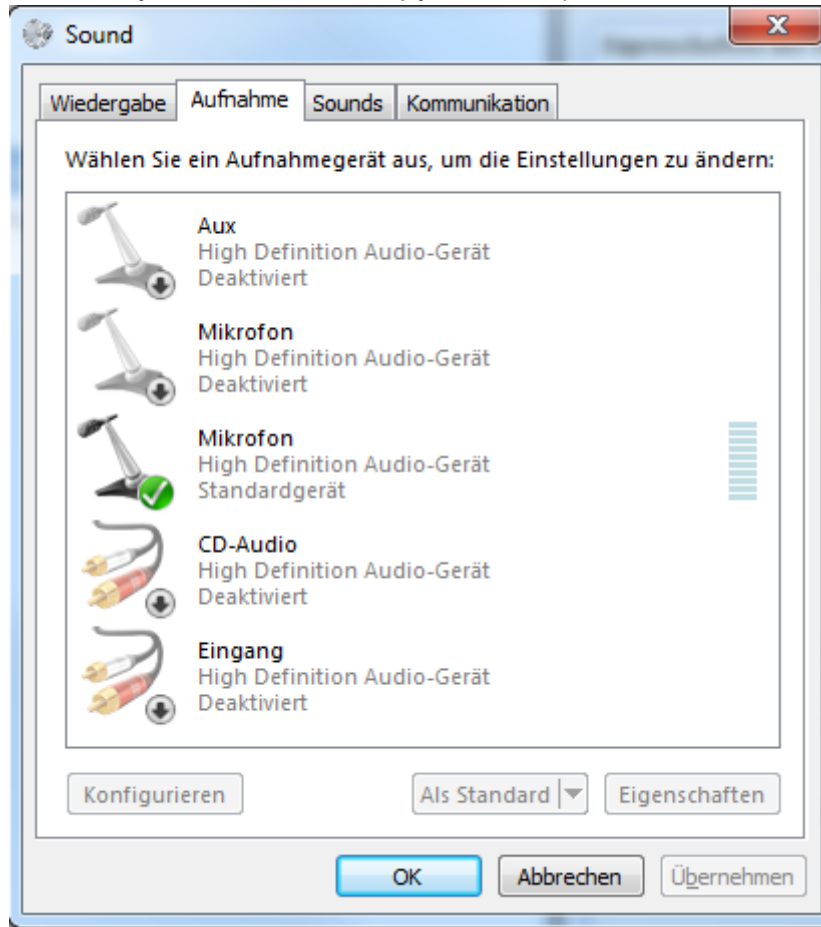 Sound
Wiedergabe Aufnahme Sounds Kommunikation
Wählen Sie ein Aufnahmegerät aus, um die Einstellungen zu ändern:
Aux
High Definition Audio-Gerät
Deaktiviert
Mikrofon
High Definition Audio-Gerät
Deaktiviert
Mikrofon
High Definition Audio-Gerät
Standardgerät
CD-Audio
High Definition Audio-Gerät
Deaktiviert
Eingang
High Definition Audio-Gerät
Deaktiviert
Konfigurieren Als Standard Eigenschaften
OK Abbrechen Übernehmen